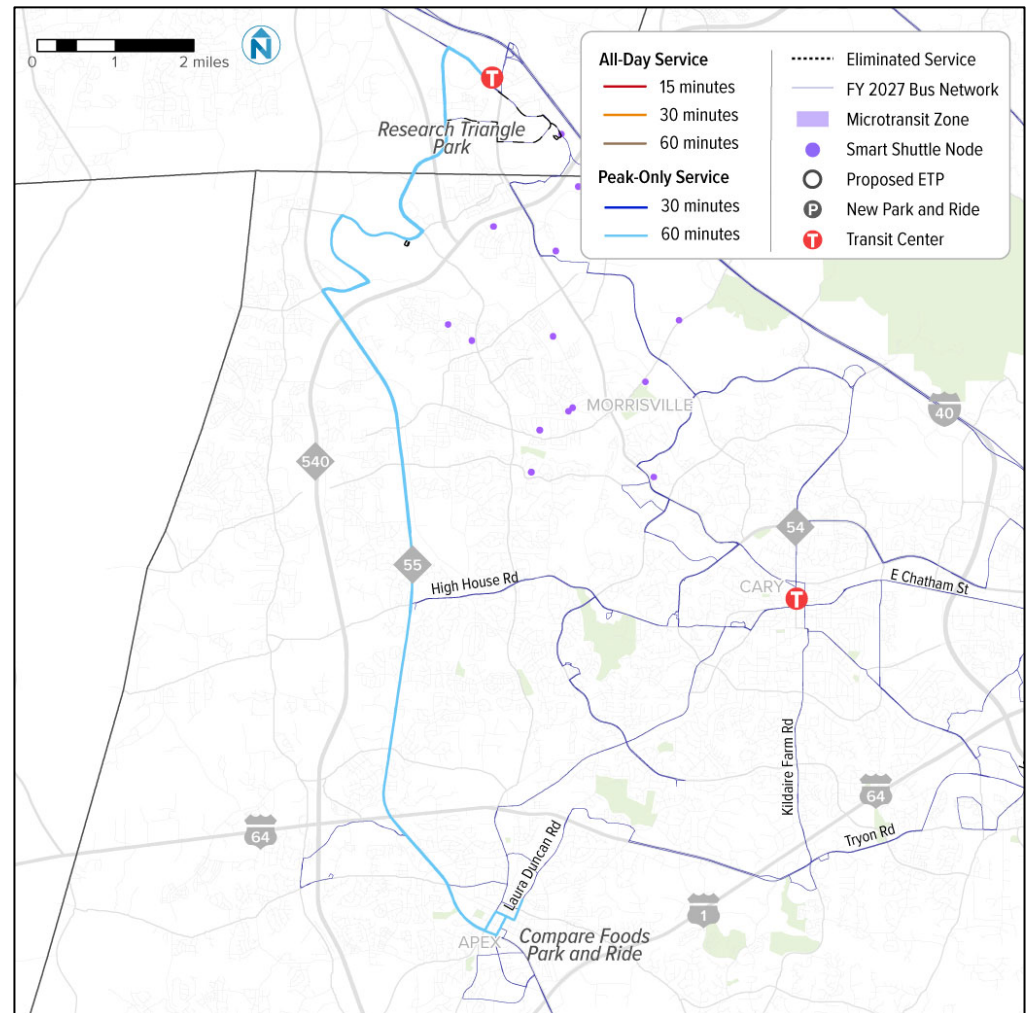 0 1 2 miles
N
All-Day Service
15 minutes
30 minutes
60 minutes
Peak-Only Service
30 minutes
60 minutes
Eliminated Service
FY 2027 Bus Network
Microtransit Zone
Smart Shuttle Node
Proposed ETP
P
New Park and Ride
T
Transit Center
T
Research Triangle
Park
MORRISVILLE
40
540
54
55
High House Rd
CARY
T
E Chatham St
Kildaire Farm Rd
64
64
Tryon Rd
Laura Duncan Rd
1
APEX
Compare Foods
Park and Ride